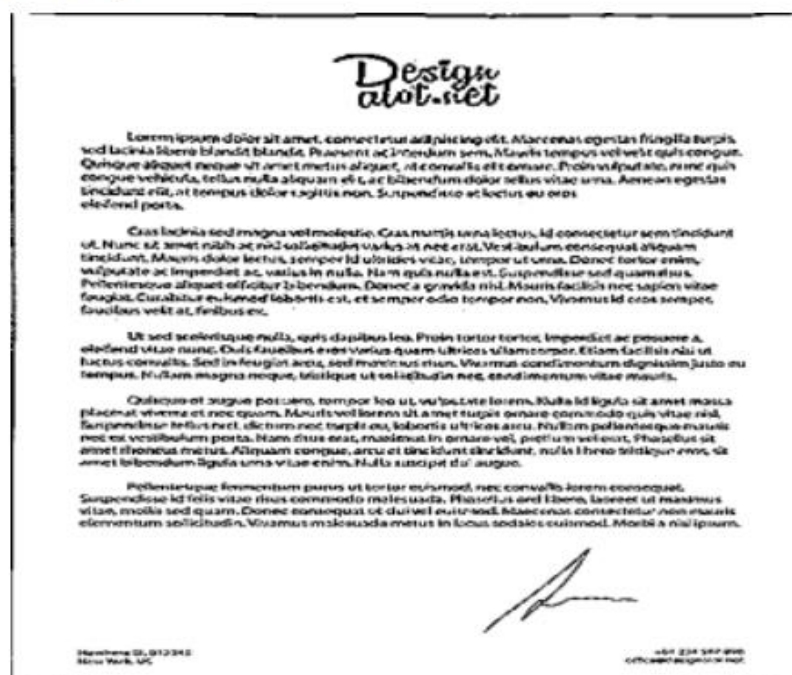 Design
alot.net
Lorem ipsum dolor sit amet, consectetur adipiscing elit. Maecenas egestas fringilla turpis,
sed lacinia libero blandit blandit. Praesent ac interdum sem. Mauris tempus vel velit quis congue.
Quisque aliquet neque sit amet metus aliquet, at convallis elit ornare. Proin vulputate, nunc quis
congue vehicula, tellus nulla aliquam elit, ac bibendum dolor tellus vitae urna. Aenean egestas
tincidunt elit, at tempus dolor sagittis non. Suspendisse at lectus eu eros
eleifend porta.
Cras lacinia sed magna vel molestie. Cras mattis urna lectus, id consectetur sem tincidunt
ut. Nunc sit amet nibh ac nisl sollicitudin varius at nec erat. Vestibulum consequat aliquam
tincidunt. Mauris dolor lectus, semper id ultricies vitae, tempor ut urna. Donec tortor enim,
vulputate ac imperdiet ac, varius in nulla. Nam quis nulla est. Suspendisse sed quam risus.
Pellentesque aliquet efficitur bibendum. Donec a gravida nisl. Mauris facilisis nec sapien vitae
feugiat. Curabitur euismod lobortis est, et semper odio tempor non. Vivamus id eros semper,
faucibus velit at, finibus ex.
Ut sed scelerisque nulla, quis dapibus leo. Proin tortor tortor, imperdiet ac posuere a,
eleifend vitae nunc. Duis faucibus eros varius quam ultrices ullamcorper. Etiam facilisis nisi ut
luctus convallis. Sed in feugiat arcu, sed maximus risus. Vivamus condimentum dignissim justo eu
tempus. Nullam magna neque, tristique ut sollicitudin nec, condimentum vitae mauris.
Quisque et augue posuere, tempor leo ut, vulputate lorem. Nulla id ligula sit amet massa
placerat viverra et nec quam. Mauris vel lorem sit amet turpis ornare commodo quis vitae nisl.
Suspendisse tellus orci, dictum nec turpis eu, lobortis ultrices arcu. Nullam pellentesque mauris
nec ex vestibulum porta. Nam risus erat, maximus in ornare vel, pretium vel erat. Phasellus sit
amet rhoncus metus. Aliquam congue, arcu et tincidunt tincidunt, nulla libero tristique eros, sit
amet bibendum ligula urna vitae enim. Nulla suscipit dui augue.
Pellentesque fermentum purus ut tortor euismod, nec convallis lorem consequat.
Suspendisse id felis vitae risus commodo malesuada. Phasellus orci libero, laoreet ut maximus
vitae, mollis sed quam. Donec consequat ut dui vel euismod. Maecenas consectetur non mauris
elementum sollicitudin. Vivamus malesuada metus in lacus sodales euismod. Morbi a nisl ipsum.
New York, US